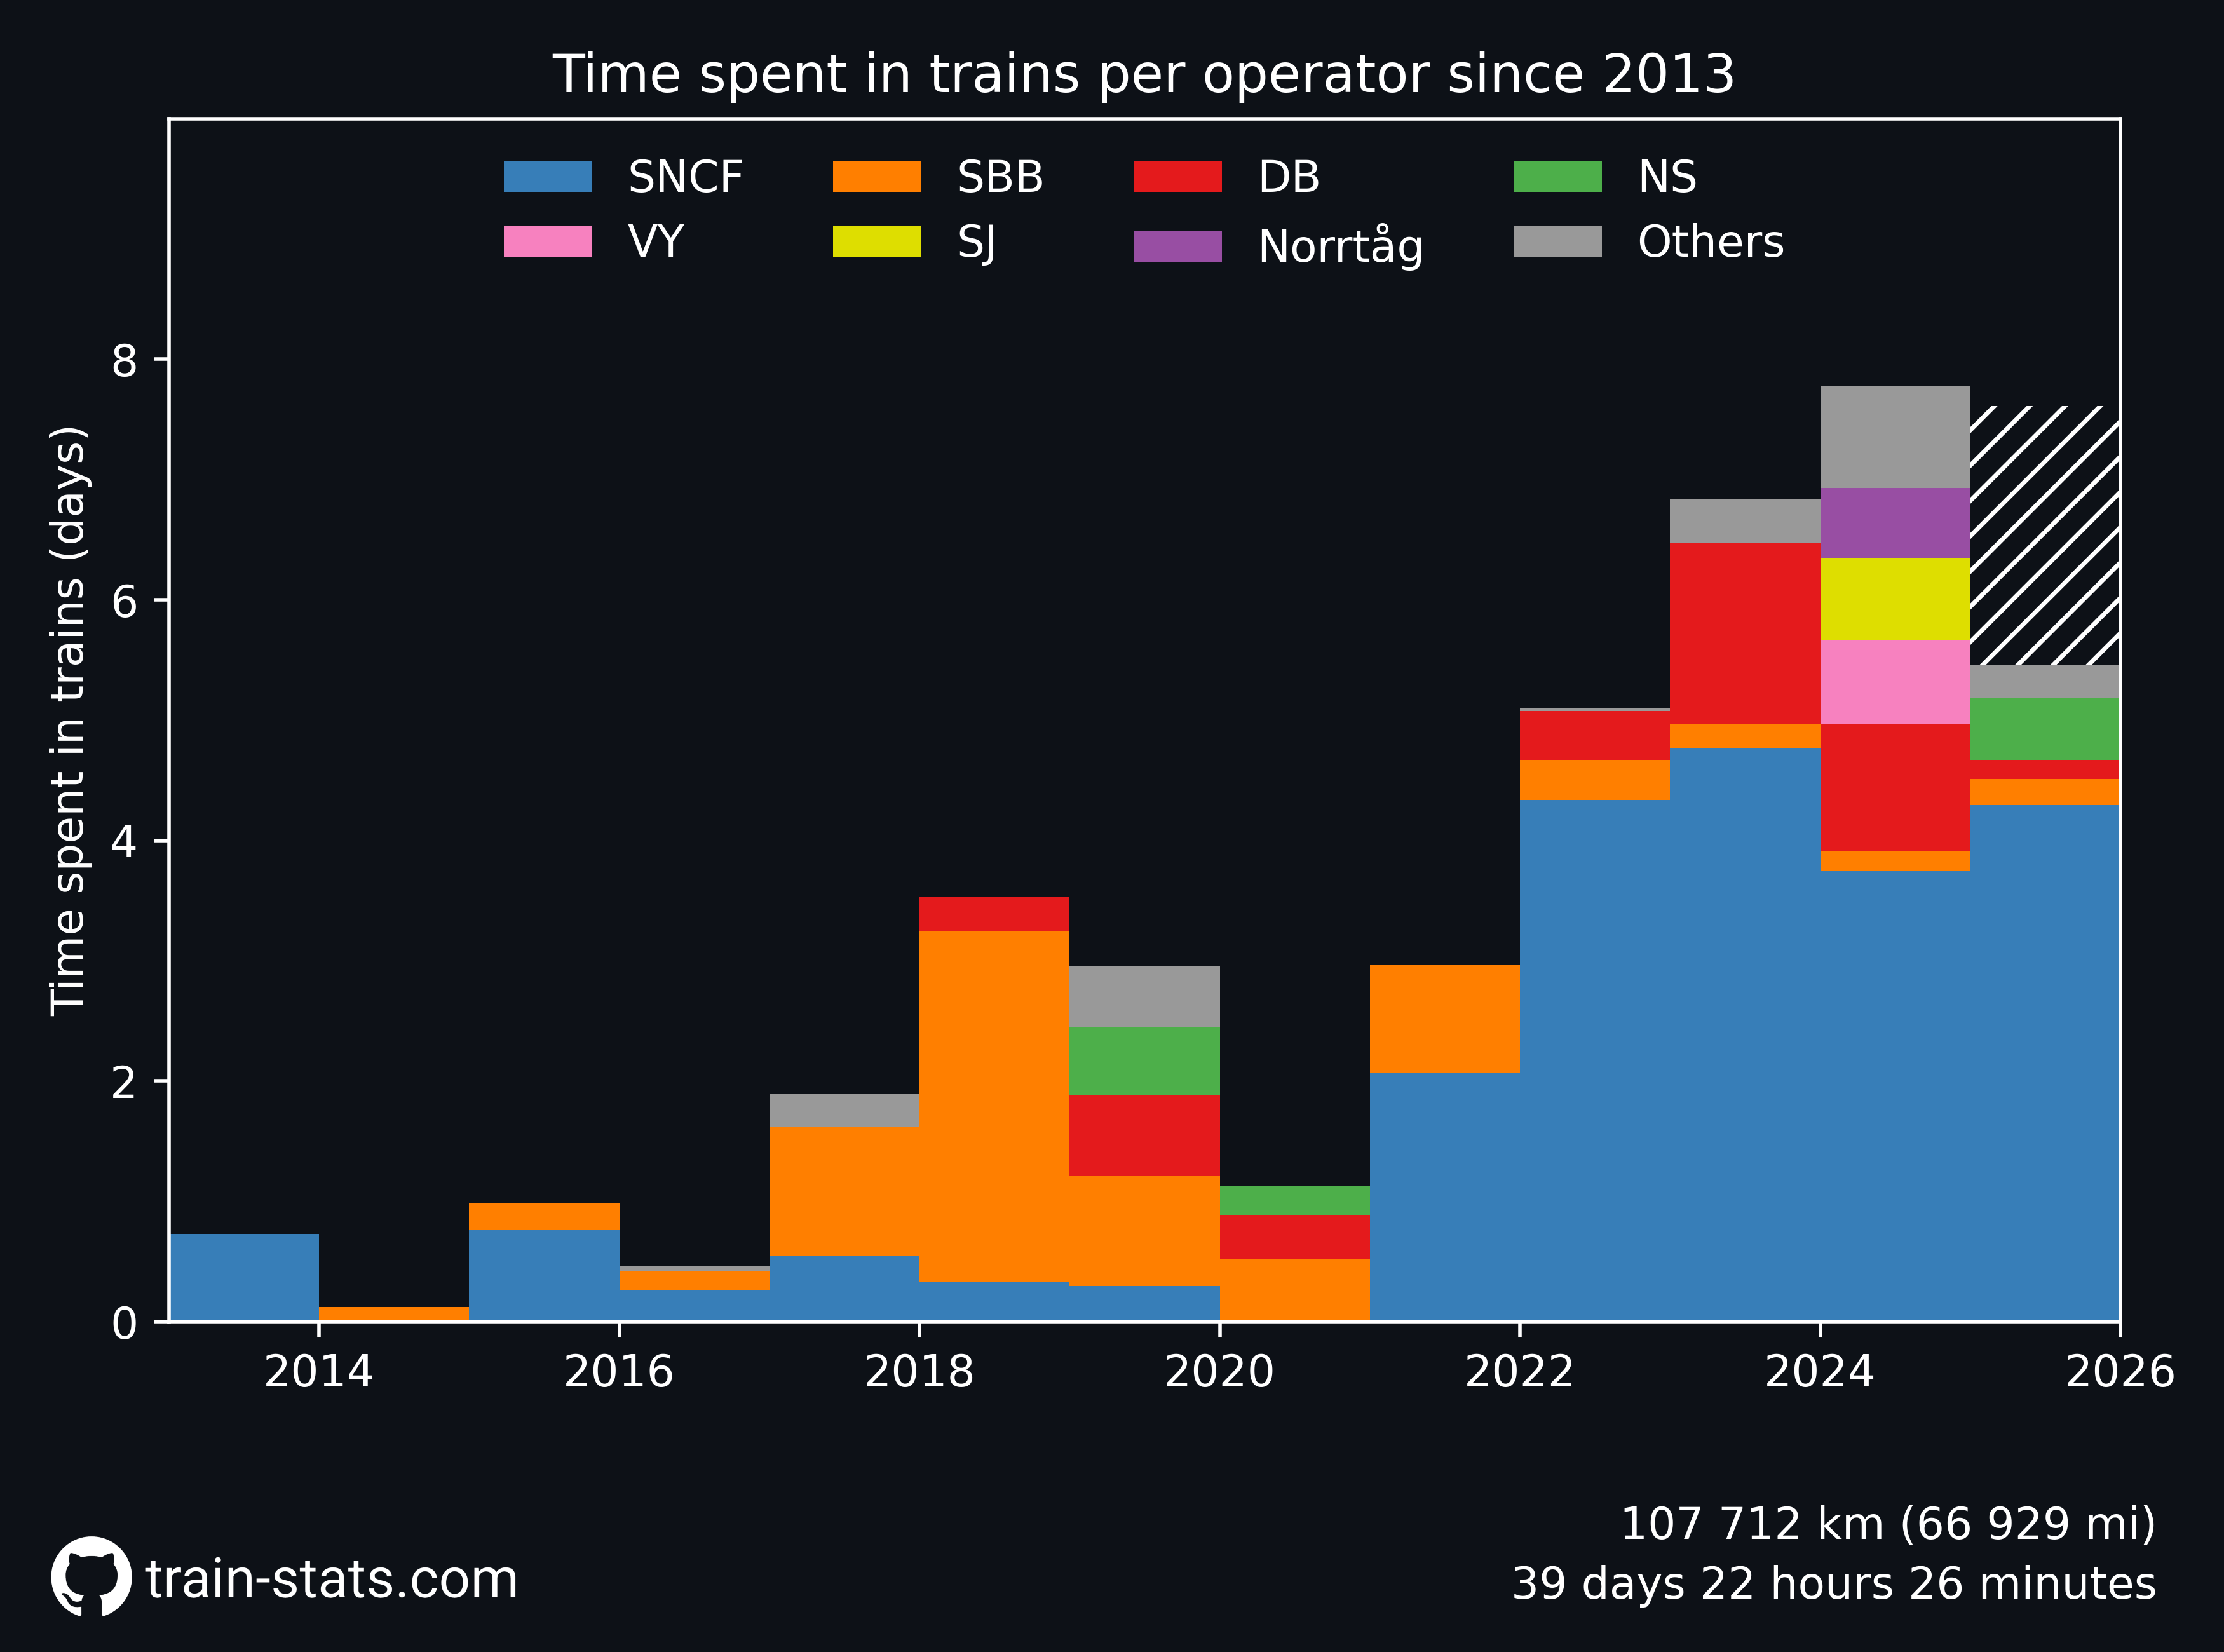 Time spent in trains per operator since 2013
SNCF SBB DB NS
VY SJ Norrtåg Others
Time spent in trains (days)
8
6
4
2
0
2014 2016 2018 2020 2022 2024 2026
107 712 km (66 929 mi)
train-stats.com
39 days 22 hours 26 minutes